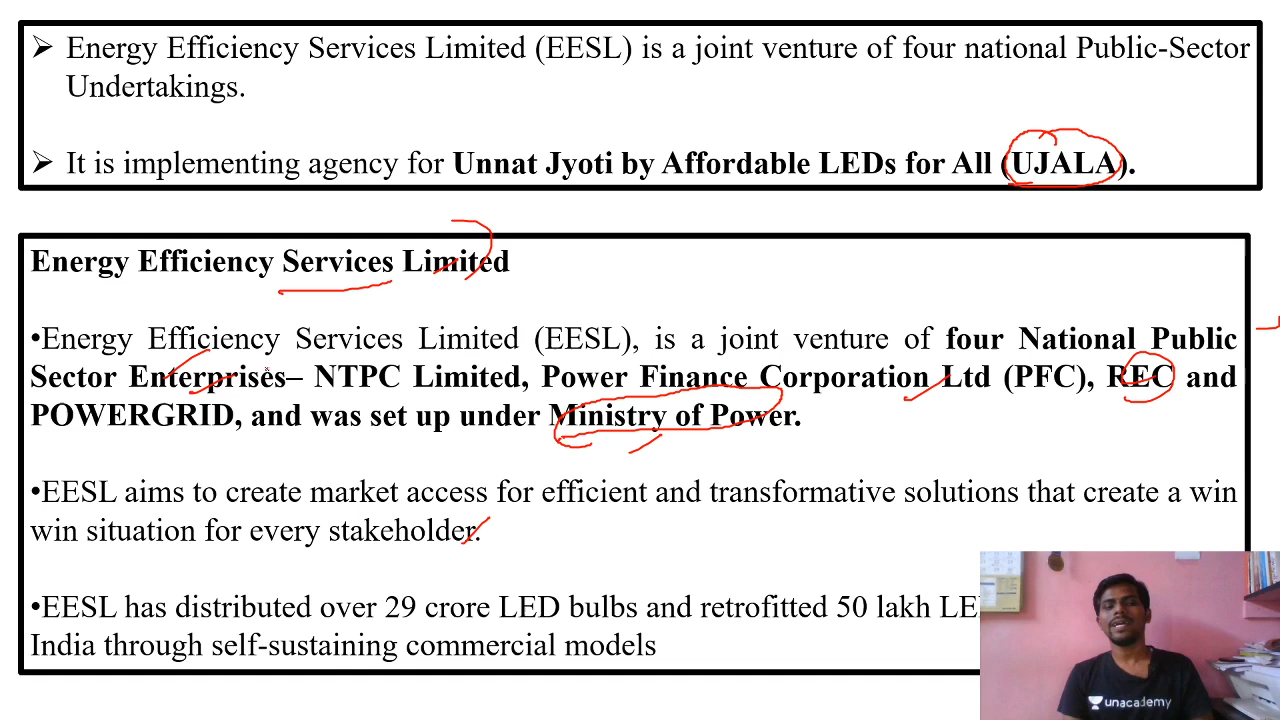 ➢ Energy Efficiency Services Limited (EESL) is a joint venture of four national Public-Sector
Undertakings.
➢ It is implementing agency for Unnat Jyoti by Affordable LEDs for All (UJALA).
Energy Efficiency Services Limited
•Energy Efficiency Services Limited (EESL), is a joint venture of four National Public
Sector Enterprises– NTPC Limited, Power Finance Corporation Ltd (PFC), REC and
POWERGRID, and was set up under Ministry of Power.
•EESL aims to create market access for efficient and transformative solutions that create a win
win situation for every stakeholder.
•EESL has distributed over 29 crore LED bulbs and retrofitted 50 lakh
India through self-sustaining commercial models
unacademy